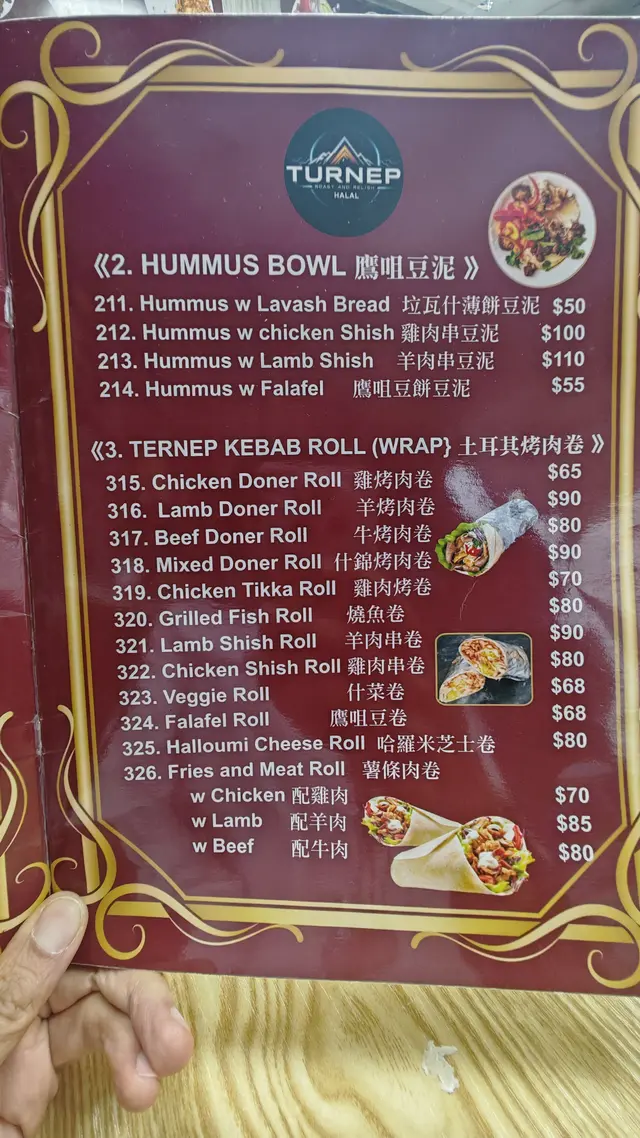 TURNEP
ROAST AND RELISH
HALAL
《2. HUMMUS BOWL 鷹咀豆泥 》
211. Hummus w Lavash Bread 垃瓦什薄餅豆泥 $50
212. Hummus w chicken Shish 雞肉串豆泥 $100
213. Hummus w Lamb Shish 羊肉串豆泥 $110
214. Hummus w Falafel 鷹咀豆餅豆泥 $55
《3. TERNEP KEBAB ROLL (WRAP} 土耳其烤肉卷 》
315. Chicken Doner Roll 雞烤肉卷 $65
316. Lamb Doner Roll 羊烤肉卷 $90
317. Beef Doner Roll 牛烤肉卷 $80
318. Mixed Doner Roll 什錦烤肉卷 $90
319. Chicken Tikka Roll 雞肉烤卷 $70
320. Grilled Fish Roll 燒魚卷 $80
321. Lamb Shish Roll 羊肉串卷 $90
322. Chicken Shish Roll 雞肉串卷 $80
323. Veggie Roll 什菜卷 $68
324. Falafel Roll 鷹咀豆卷 $68
325. Halloumi Cheese Roll 哈羅米芝士卷 $80
326. Fries and Meat Roll 薯條肉卷
w Chicken 配雞肉 $70
w Lamb 配羊肉 $85
w Beef 配牛肉 $80